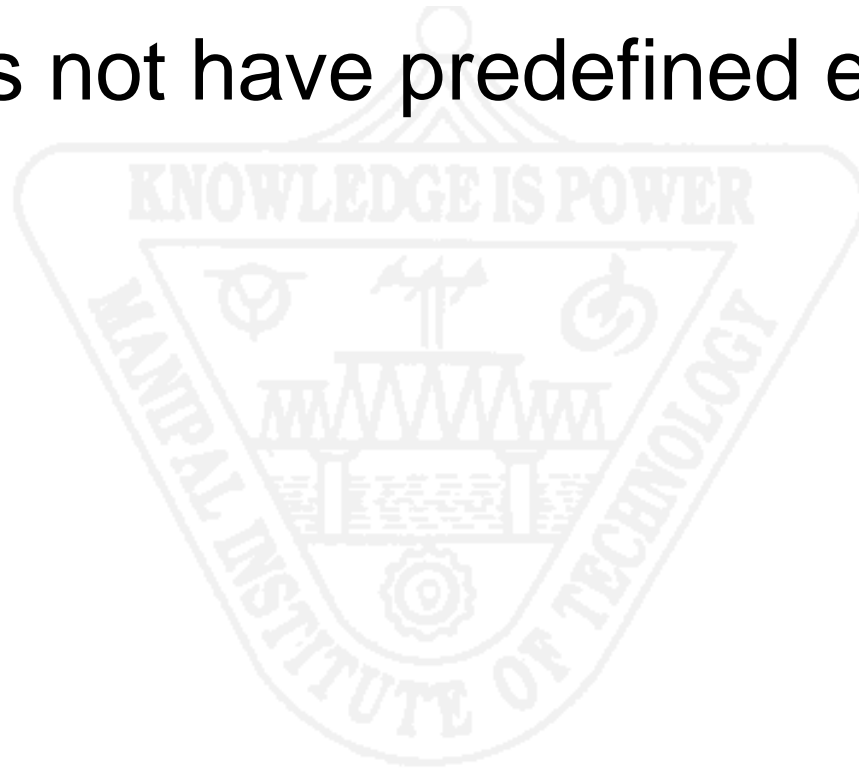 s not have predefined e
KNOWLEDGE IS POWER
MANIPAL INSTITUTE OF TECHNOLOGY